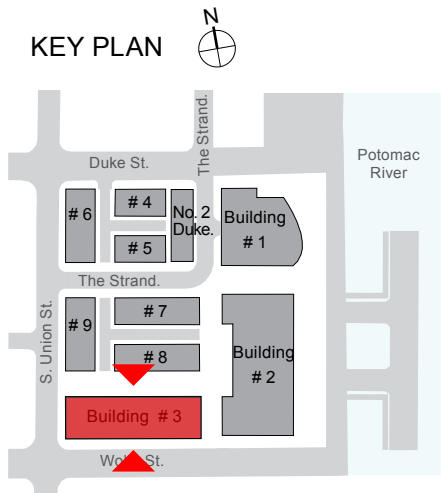 N
KEY PLAN
The Strand.
Duke St.
Potomac
River
# 6
# 4
# 5
No. 2
Duke.
Building
# 1
The Strand.
S. Union St.
# 9
# 7
# 8
Building
# 2
Building # 3
St.